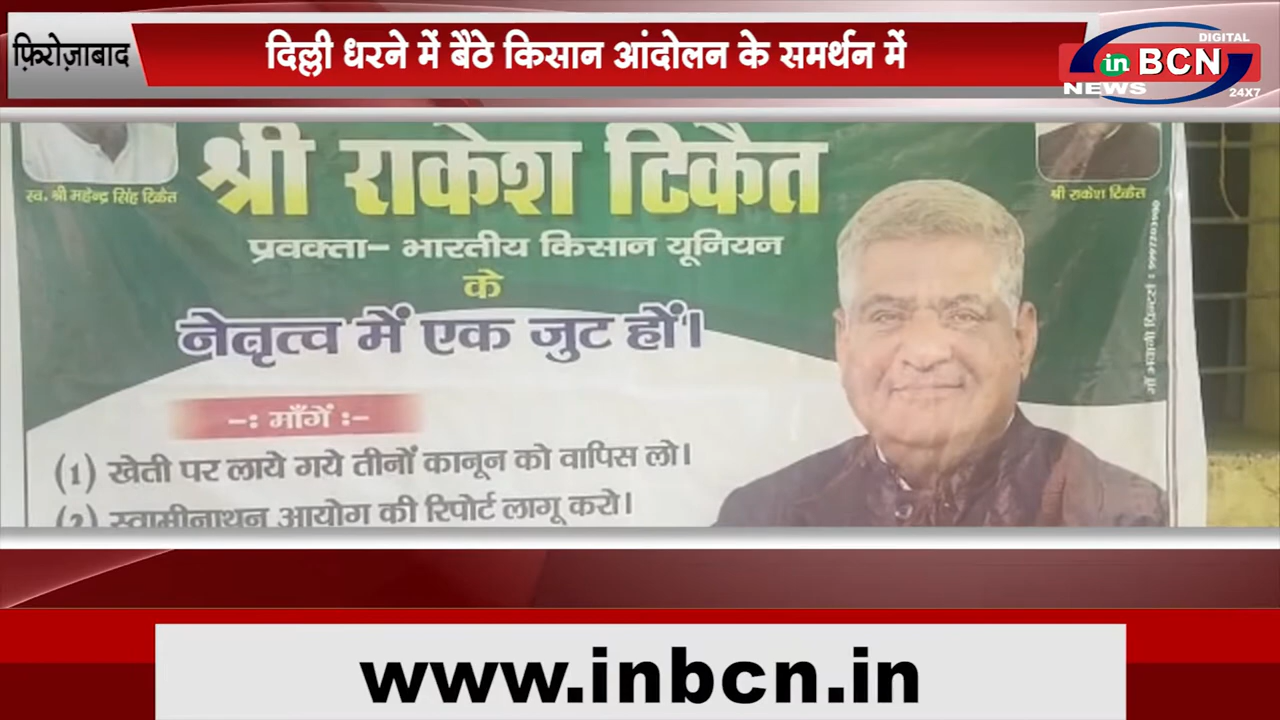 फ़िरोज़ाबाद
दिल्ली धरने में बैठे किसान आंदोलन के समर्थन में
DIGITAL
in BCN
NEWS
24X7
स्व. श्री महेन्द्र सिंह टिकैत
श्री राकेश टिकैत
श्री राकेश टिकैत
प्रवक्ता- भारतीय किसान यूनियन
के
नेतृत्व में एक जुट हों।
-: माँगें :-
(1) खेती पर लाये गये तीनों कानून को वापिस लो।
(2) स्वामीनाथन आयोग की रिपोर्ट लागू करो।
www.inbcn.in